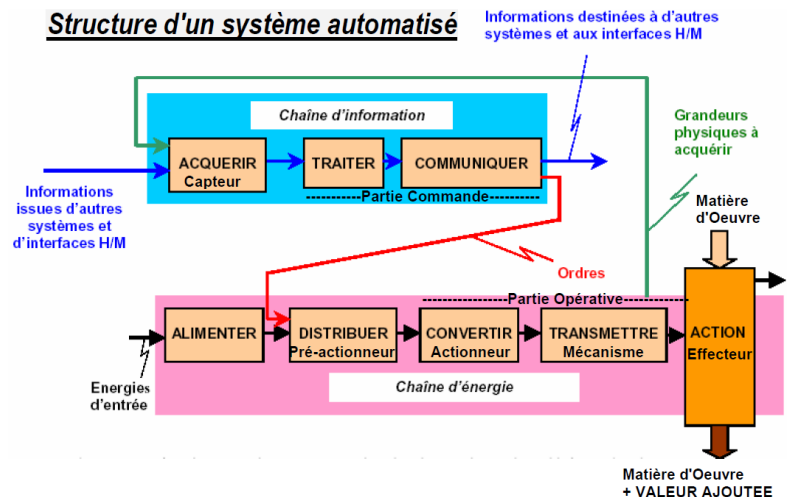 Structure d'un système automatisé
Informations destinées à d'autres
systèmes et aux interfaces H/M
Chaîne d'information
Grandeurs
physiques à
acquérir
ACQUERIR
Capteur
TRAITER
COMMUNIQUER
Partie Commande
Informations
issues d'autres
systèmes et
d'interfaces H/M
Matière
d'Oeuvre
Ordres
Partie Opérative
ALIMENTER
DISTRIBUER
Pré-actionneur
CONVERTIR
Actionneur
TRANSMETTRE
Mécanisme
ACTION
Effecteur
Energies
d'entrée
Chaîne d'énergie
Matière d'Oeuvre
+ VALEUR AJOUTEE